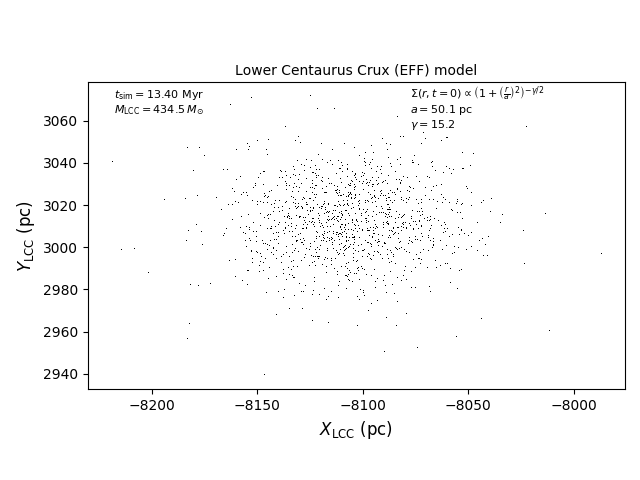 Lower Centaurus Crux (EFF) model
t_sim = 13.40 Myr
M_LCC = 434.5 M_⊙
Σ(r, t = 0) ∝ (1 + (r/a)²)^(−γ/2)
a = 50.1 pc
γ = 15.2
Y_LCC (pc)
3060
3040
3020
3000
2980
2960
2940
−8200 −8150 −8100 −8050 −8000
X_LCC (pc)